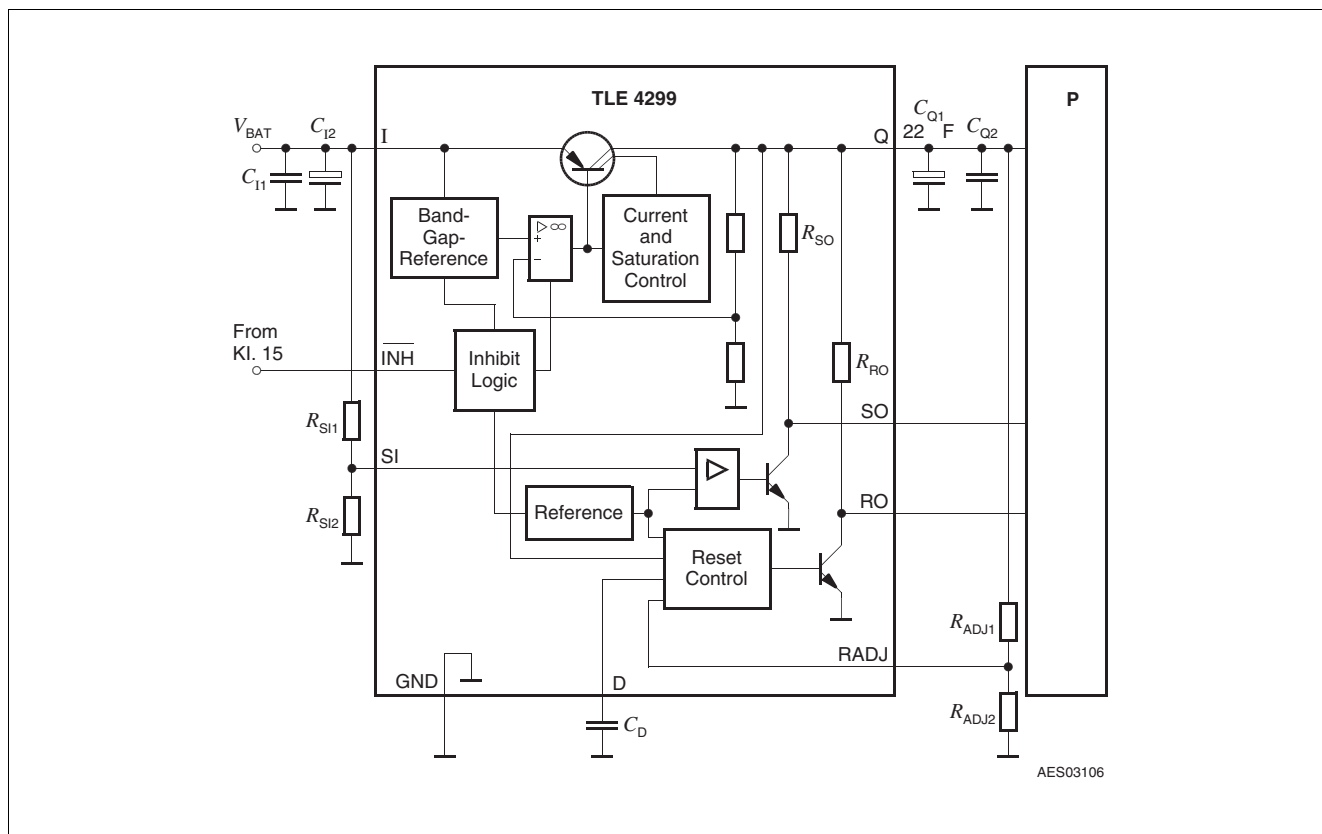 TLE 4299
P
V_BAT
C_I2
I
Q
C_Q1
22 F
C_Q2
C_I1
Band-
Gap-
Reference
▷ ∞
+
−
Current
and
Saturation
Control
R_SO
From
KI. 15
INH
Inhibit
Logic
R_RO
SO
R_SI1
SI
RO
R_SI2
Reference
Reset
Control
R_ADJ1
RADJ
GND
D
R_ADJ2
C_D
AES03106